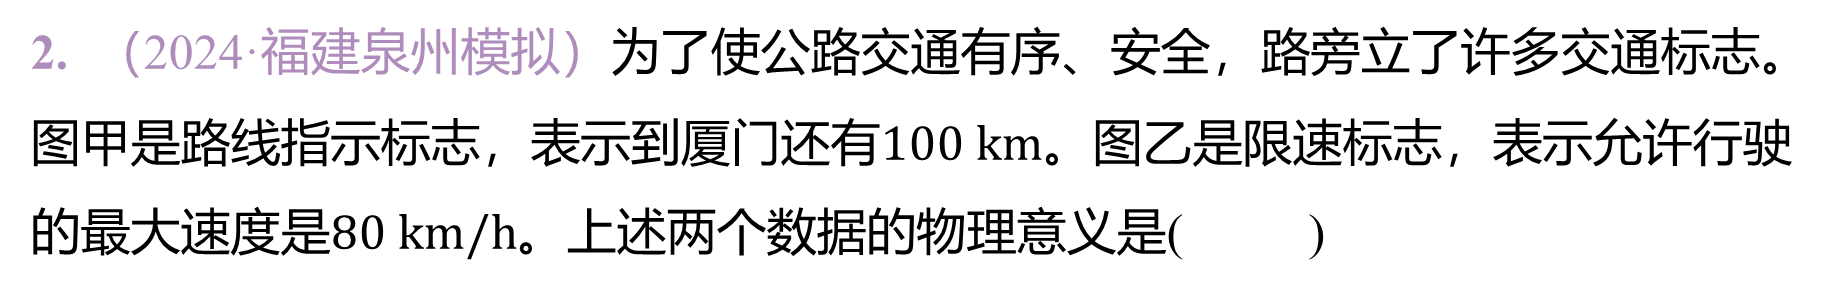 2. （2024·福建泉州模拟）为了使公路交通有序、安全，路旁立了许多交通标志。
图甲是路线指示标志，表示到厦门还有100 km。图乙是限速标志，表示允许行驶
的最大速度是80 km/h。上述两个数据的物理意义是(  )